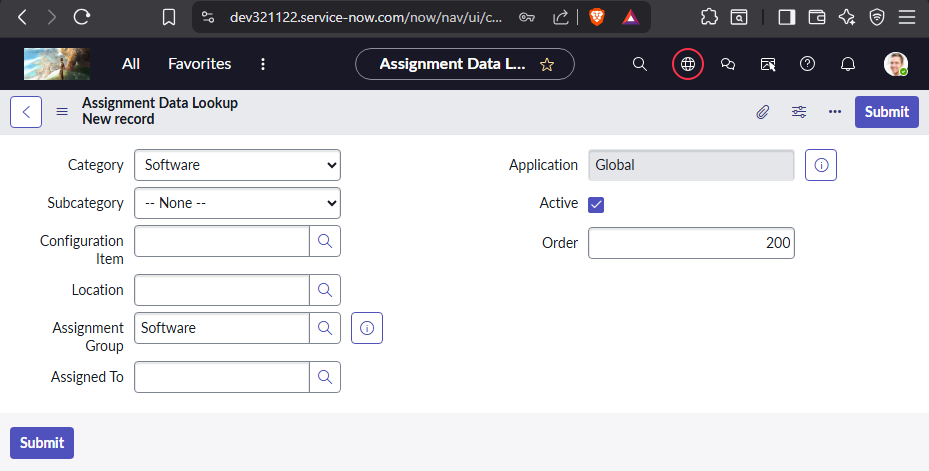 dev321122.service-now.com/now/nav/ui/c...
All Favorites Assignment Data L...
Assignment Data Lookup
New record
Submit
Category Software
Application Global
Subcategory -- None --
Active
Configuration
Item
Order 200
Location
Assignment
Group
Software
Assigned To
Submit